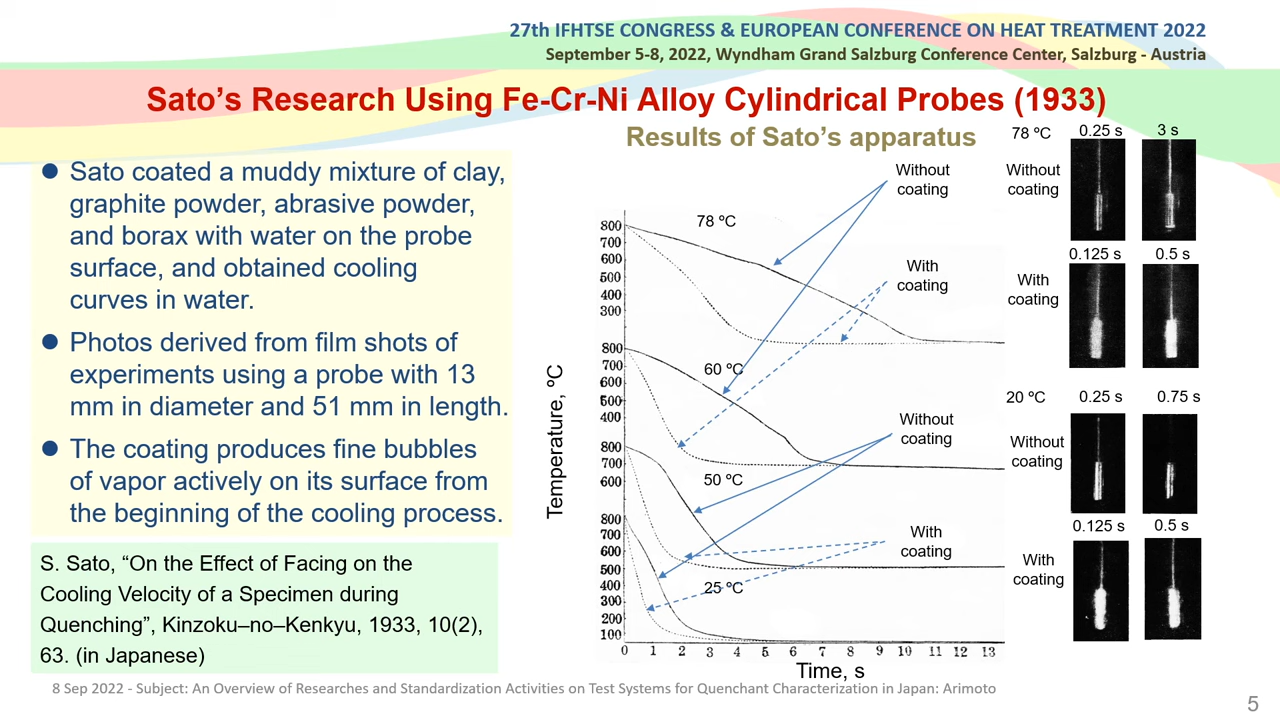 27th IFHTSE CONGRESS & EUROPEAN CONFERENCE ON HEAT TREATMENT 2022
September 5-8, 2022, Wyndham Grand Salzburg Conference Center, Salzburg - Austria
Sato’s Research Using Fe-Cr-Ni Alloy Cylindrical Probes (1933)
● Sato coated a muddy mixture of clay,
graphite powder, abrasive powder,
and borax with water on the probe
surface, and obtained cooling
curves in water.
● Photos derived from film shots of
experiments using a probe with 13
mm in diameter and 51 mm in length.
● The coating produces fine bubbles
of vapor actively on its surface from
the beginning of the cooling process.
S. Sato, “On the Effect of Facing on the
Cooling Velocity of a Specimen during
Quenching”, Kinzoku–no–Kenkyu, 1933, 10(2),
63. (in Japanese)
Results of Sato’s apparatus
Temperature, ºC
800
700
600
500
400
300
800
700
600
500
400
800
700
600
800
700
600
500
400
300
200
100
0 1 2 3 4 5 6 7 8 9 10 11 12 13
Time, s
78 ºC
60 ºC
50 ºC
25 ºC
Without
coating
With
coating
Without
coating
With
coating
78 ºC 0.25 s 3 s
Without
coating
0.125 s 0.5 s
With
coating
20 ºC 0.25 s 0.75 s
Without
coating
0.125 s 0.5 s
With
coating
8 Sep 2022 - Subject: An Overview of Researches and Standardization Activities on Test Systems for Quenchant Characterization in Japan: Arimoto
5